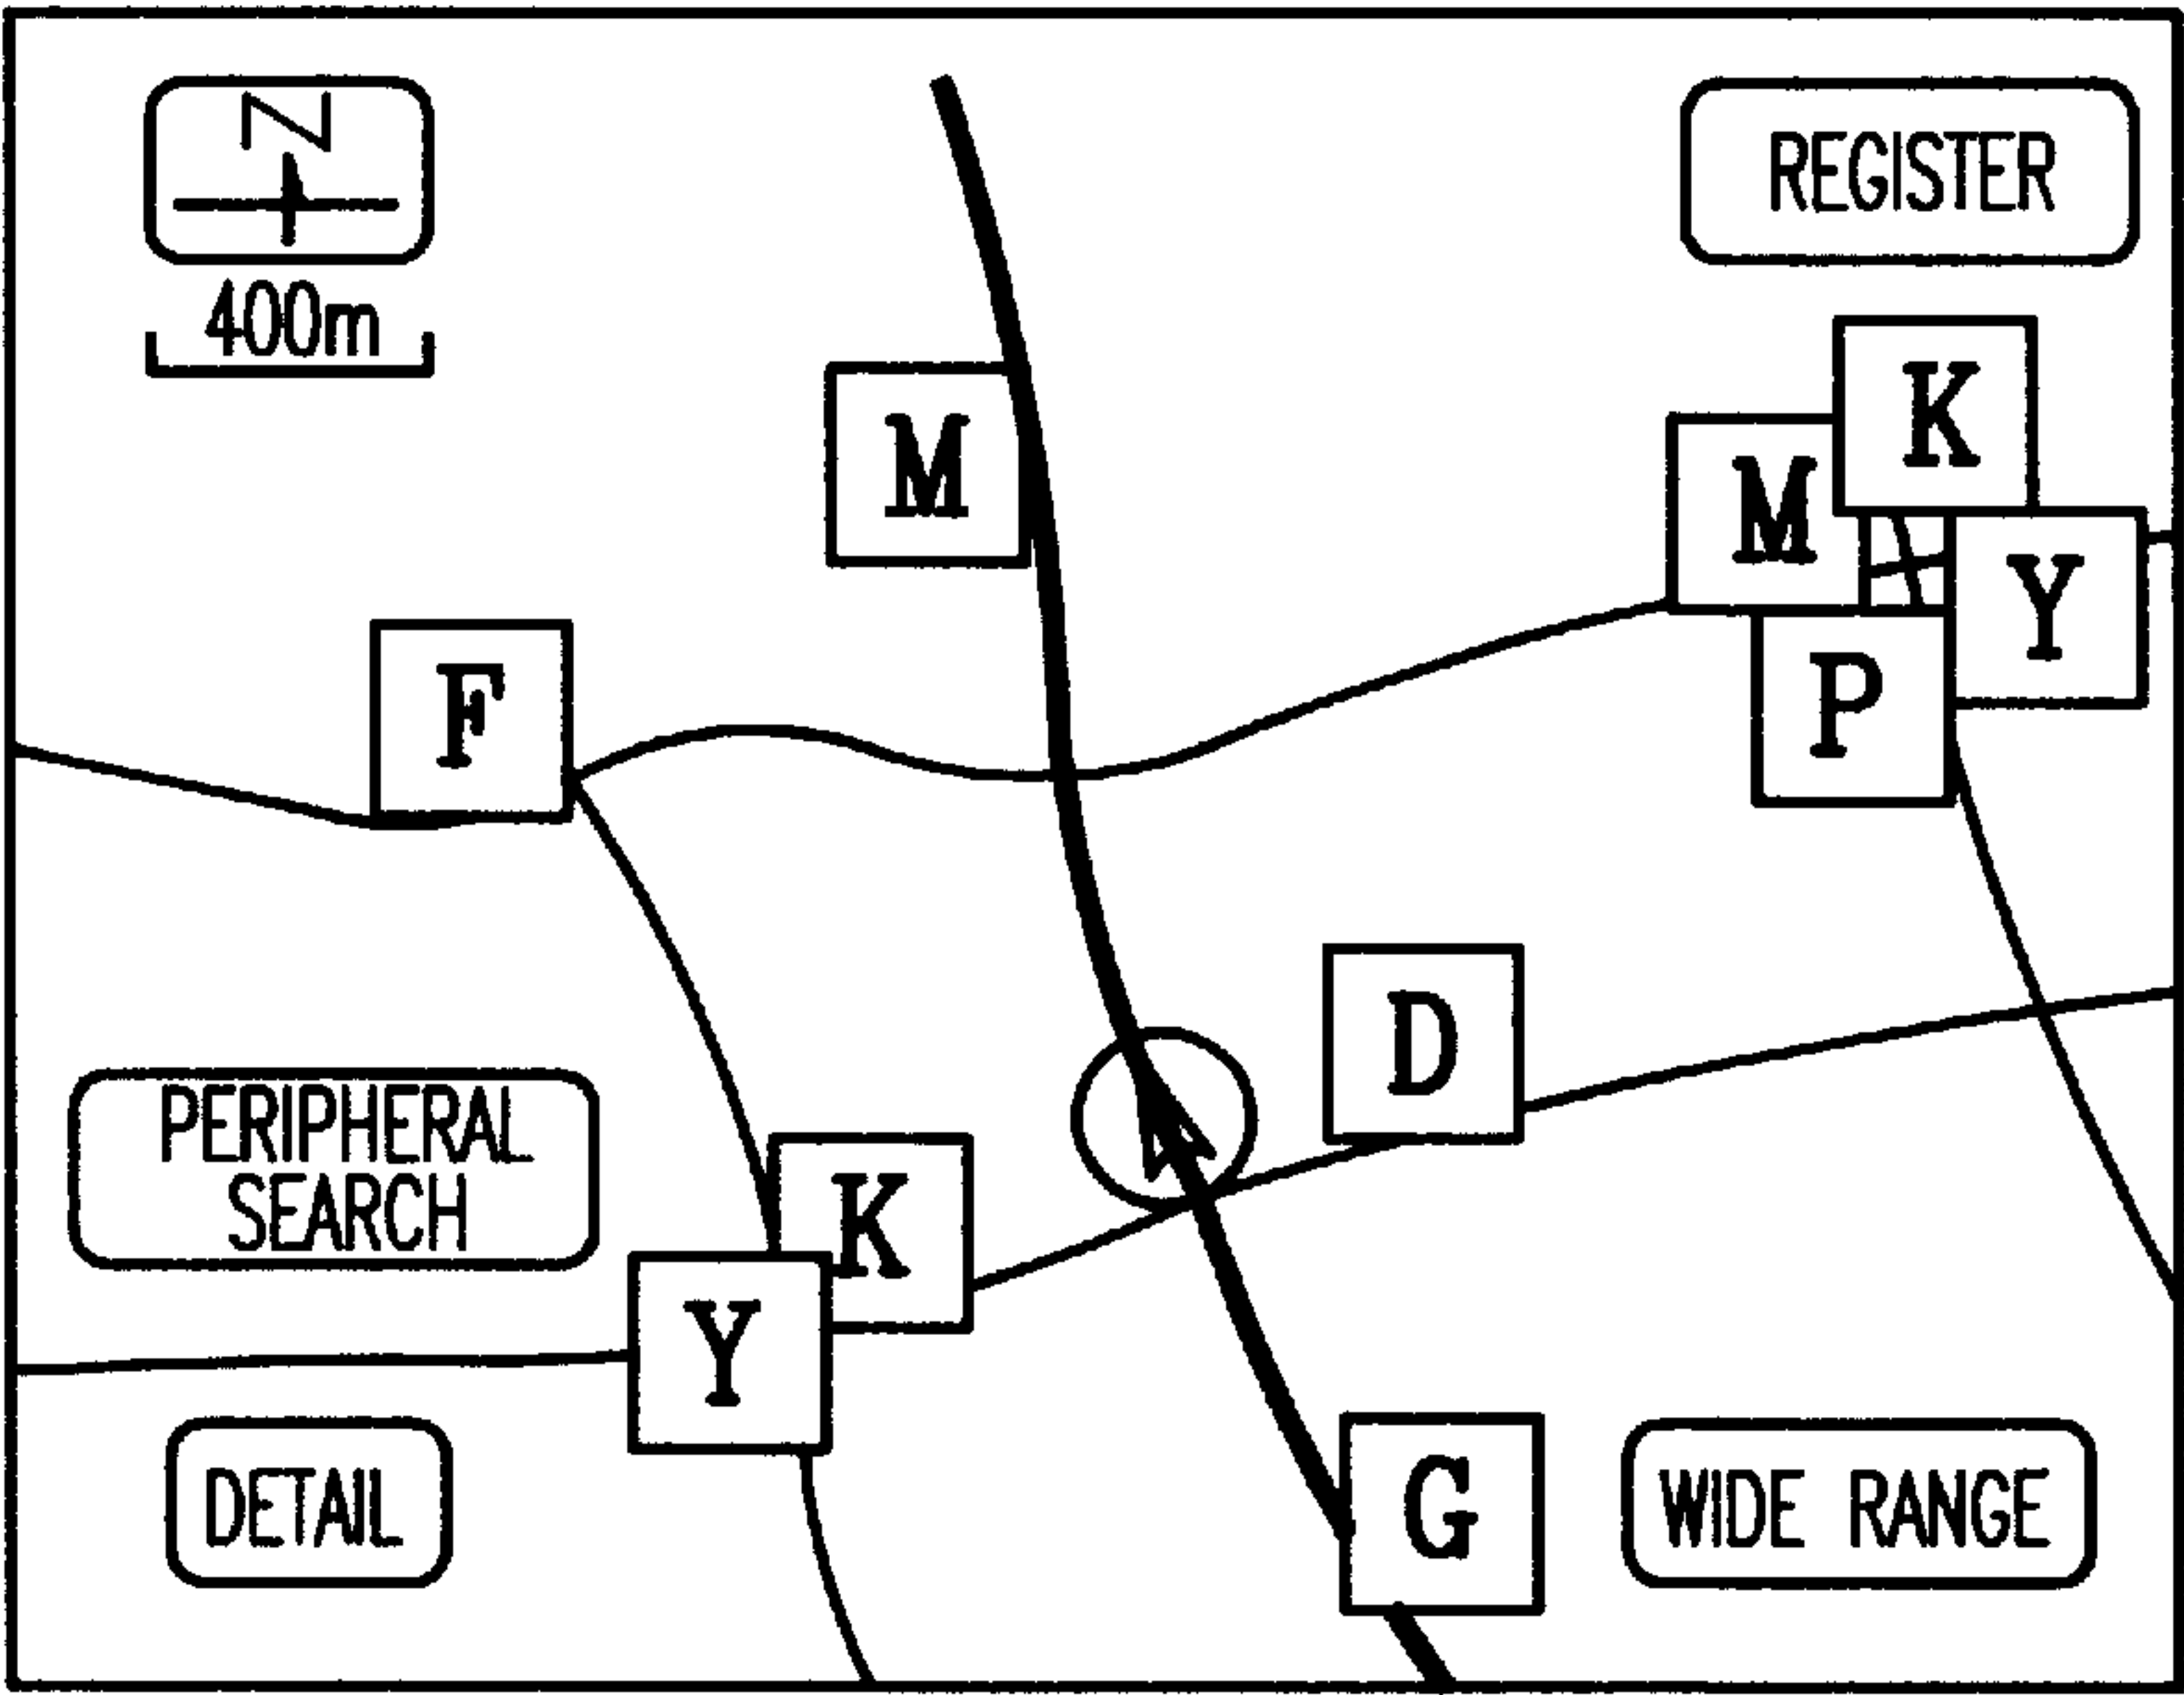 N
REGISTER
400m
K
M
M
Y
F
P
D
PERIPHERAL
SEARCH
K
Y
G
DETAIL
WIDE RANGE